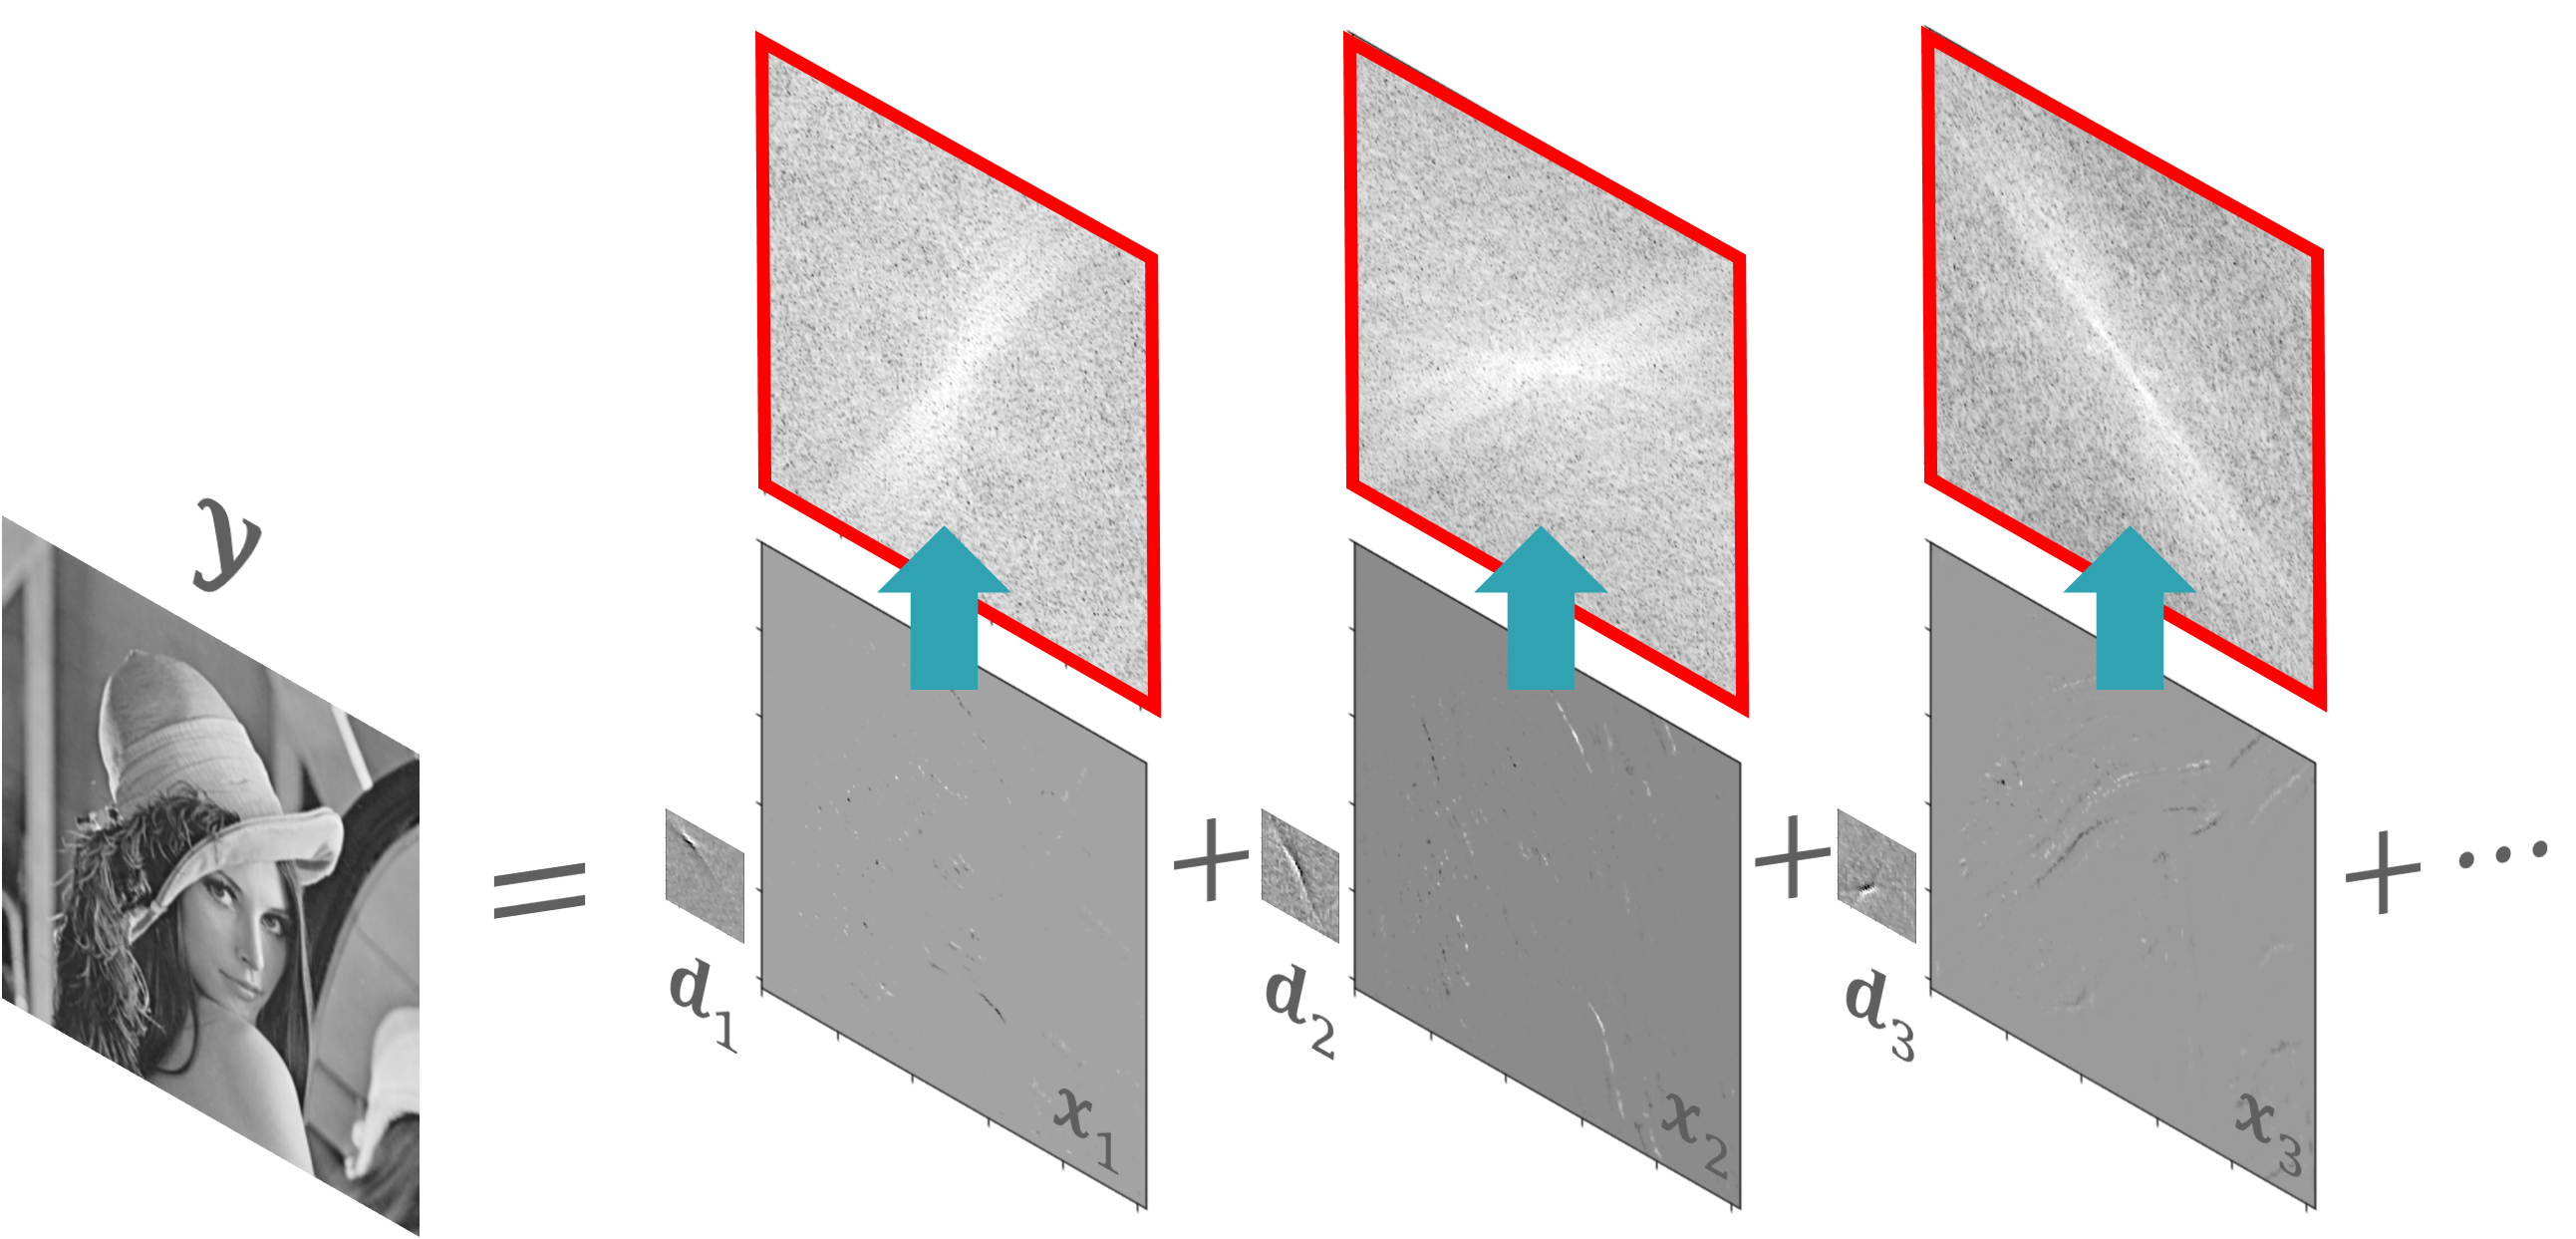 y
=
d₁
x₁
+
d₂
x₂
+
d₃
x₃
+ ···